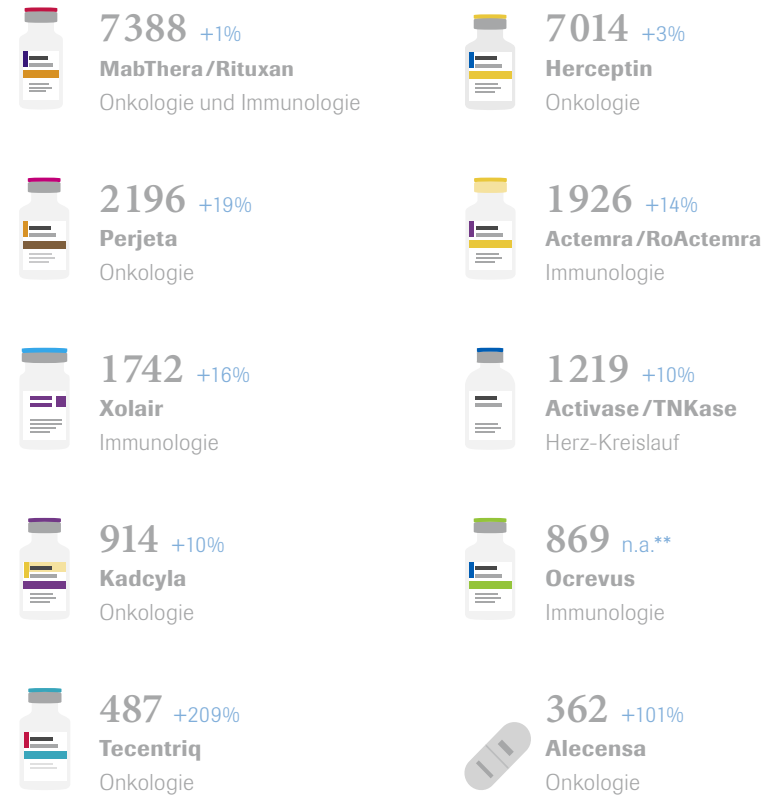 7388 +1%
MabThera/Rituxan
Onkologie und Immunologie
7014 +3%
Herceptin
Onkologie
2196 +19%
Perjeta
Onkologie
1926 +14%
Actemra/RoActemra
Immunologie
1742 +16%
Xolair
Immunologie
1219 +10%
Activase/TNKase
Herz-Kreislauf
914 +10%
Kadcyla
Onkologie
869 n.a.**
Ocrevus
Immunologie
487 +209%
Tecentriq
Onkologie
362 +101%
Alecensa
Onkologie